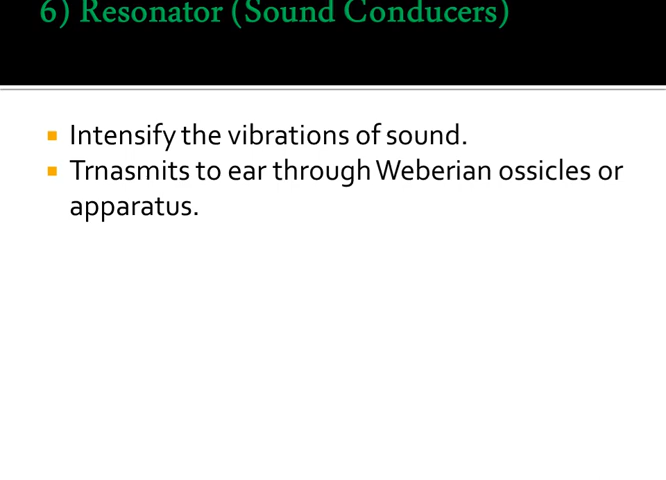 6) Resonator (Sound Conducers)
Intensify the vibrations of sound.
Trnasmits to ear through Weberian ossicles or
apparatus.